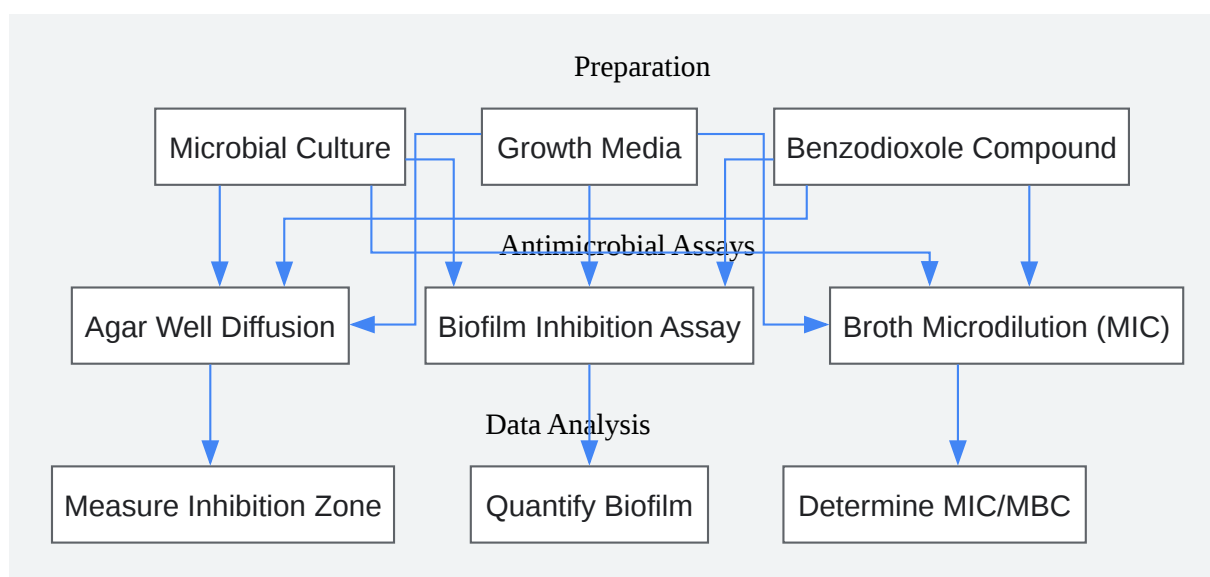 Preparation
Microbial Culture
Growth Media
Benzodioxole Compound
Antimicrobial Assays
Agar Well Diffusion
Biofilm Inhibition Assay
Broth Microdilution (MIC)
Data Analysis
Measure Inhibition Zone
Quantify Biofilm
Determine MIC/MBC